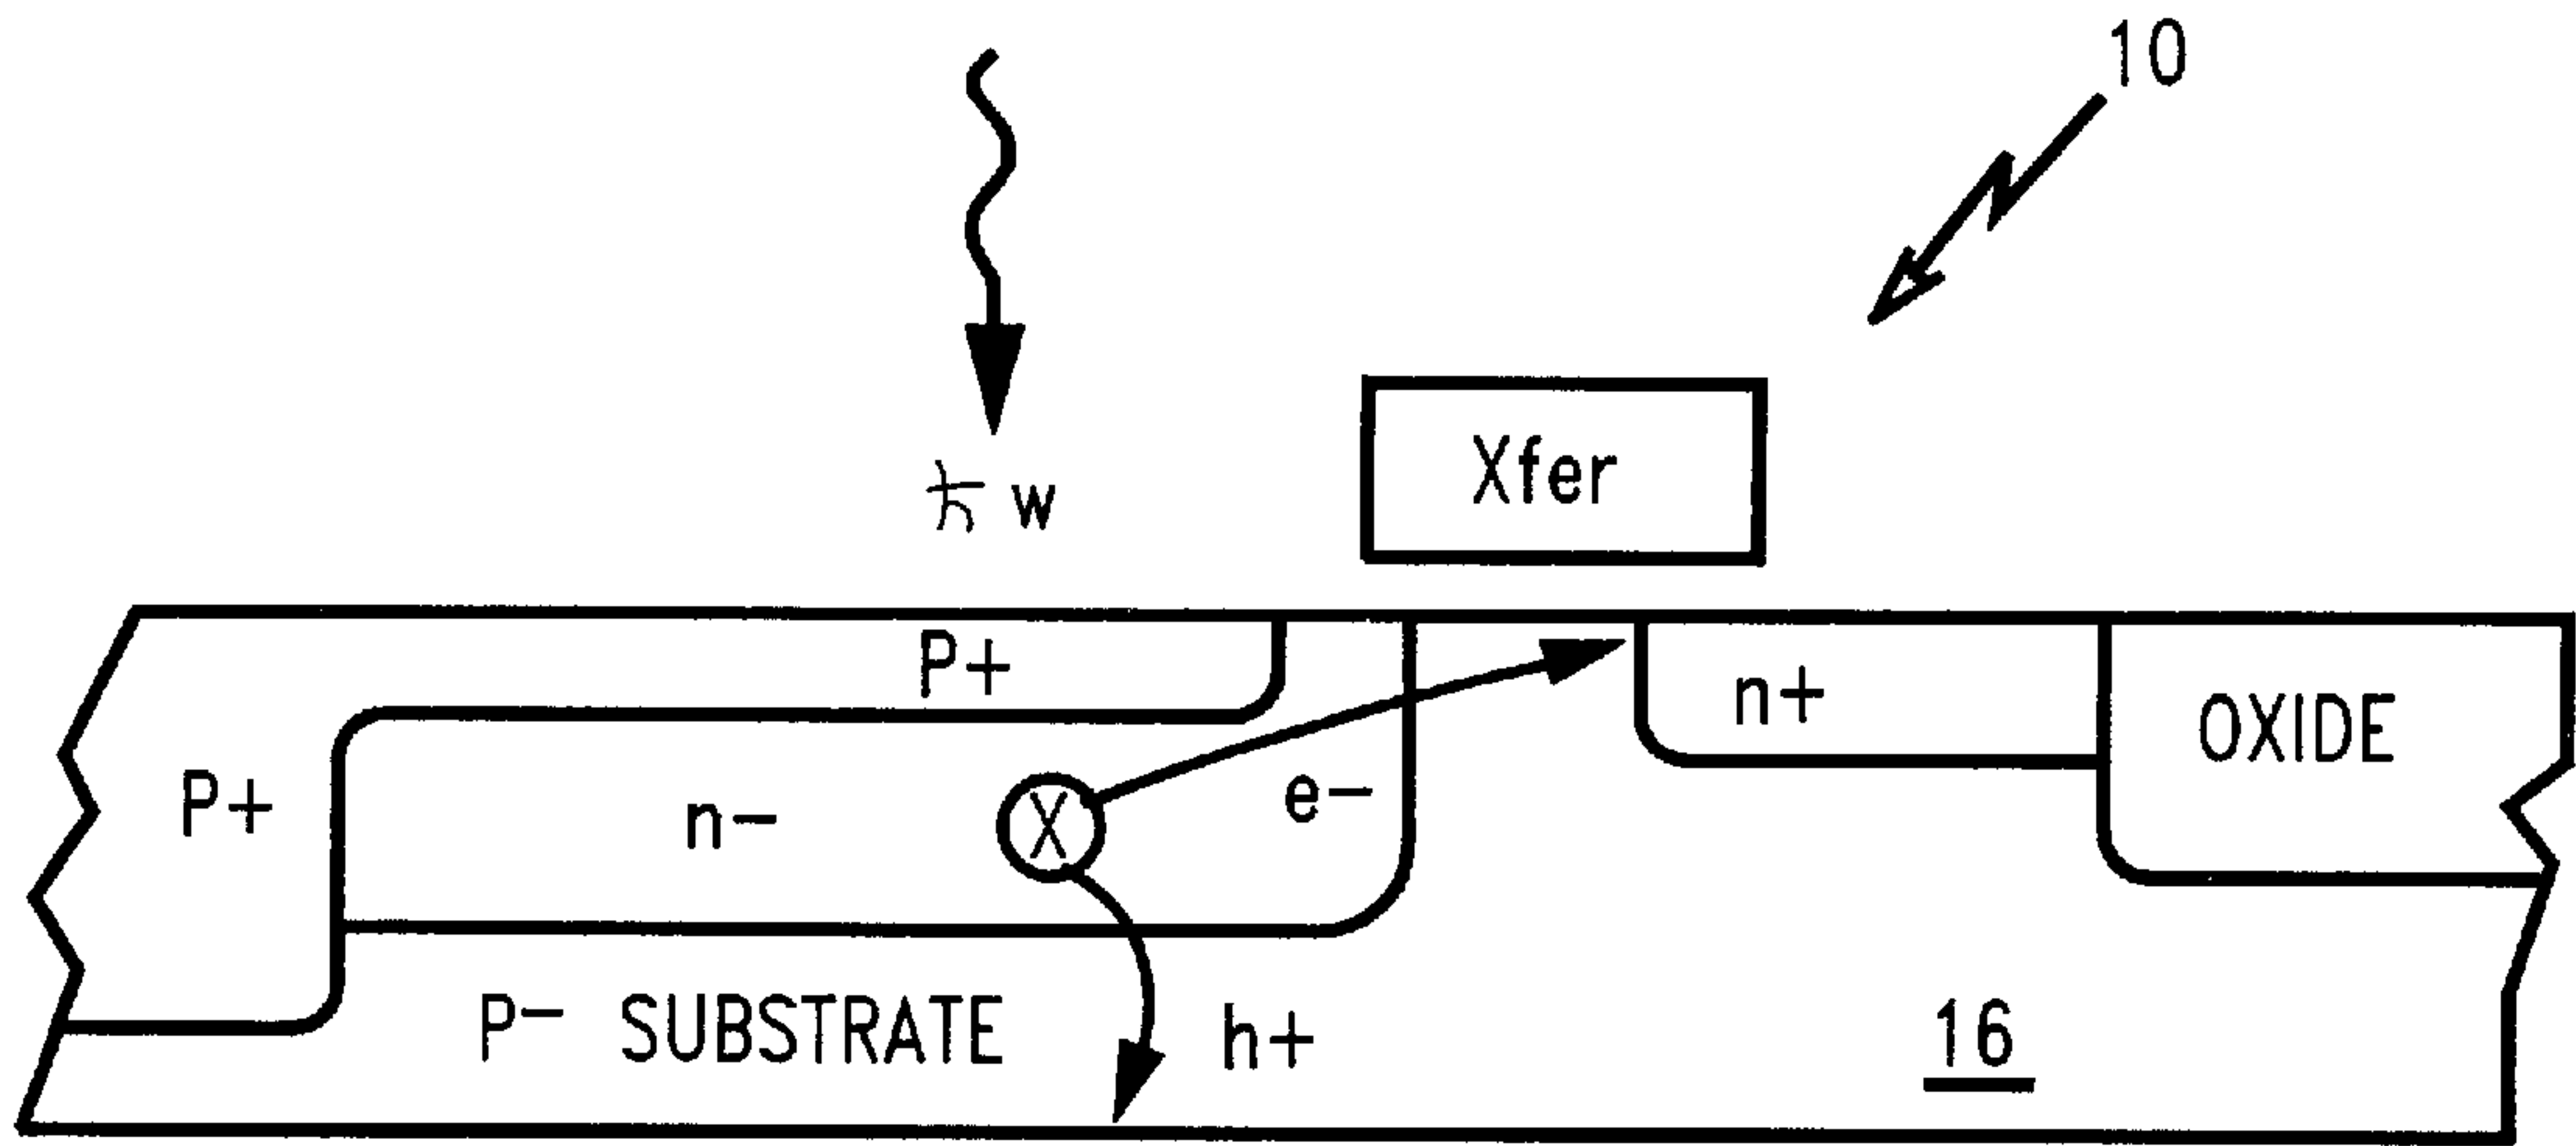 10
Xfer
ℏw
P+
n+
OXIDE
P+
n-
X
e-
P- SUBSTRATE
h+
16